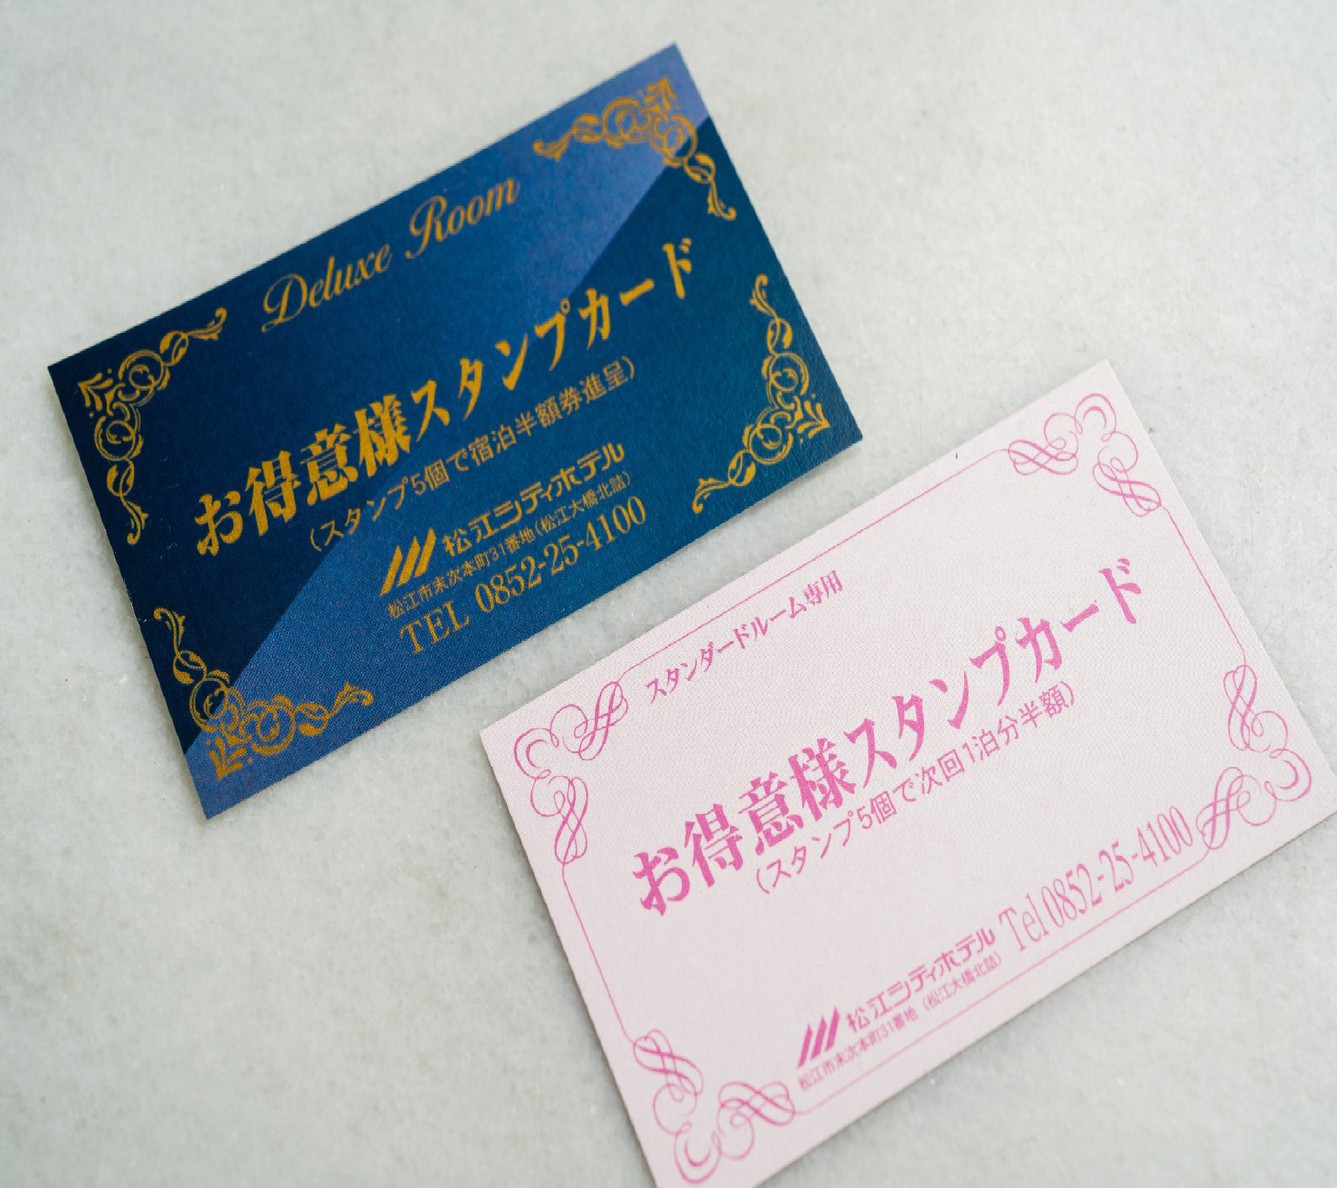 Deluxe Room
お得意様スタンプカード
(スタンプ5個で宿泊半額券進呈)
松江シティホテル
松江市末次本町31番地(松江大橋北詰)
TEL 0852-25-4100
スタンダードルーム専用
お得意様スタンプカード
(スタンプ5個で次回1泊分半額)
松江シティホテル Tel 0852-25-4100
松江市末次本町31番地(松江大橋北詰)